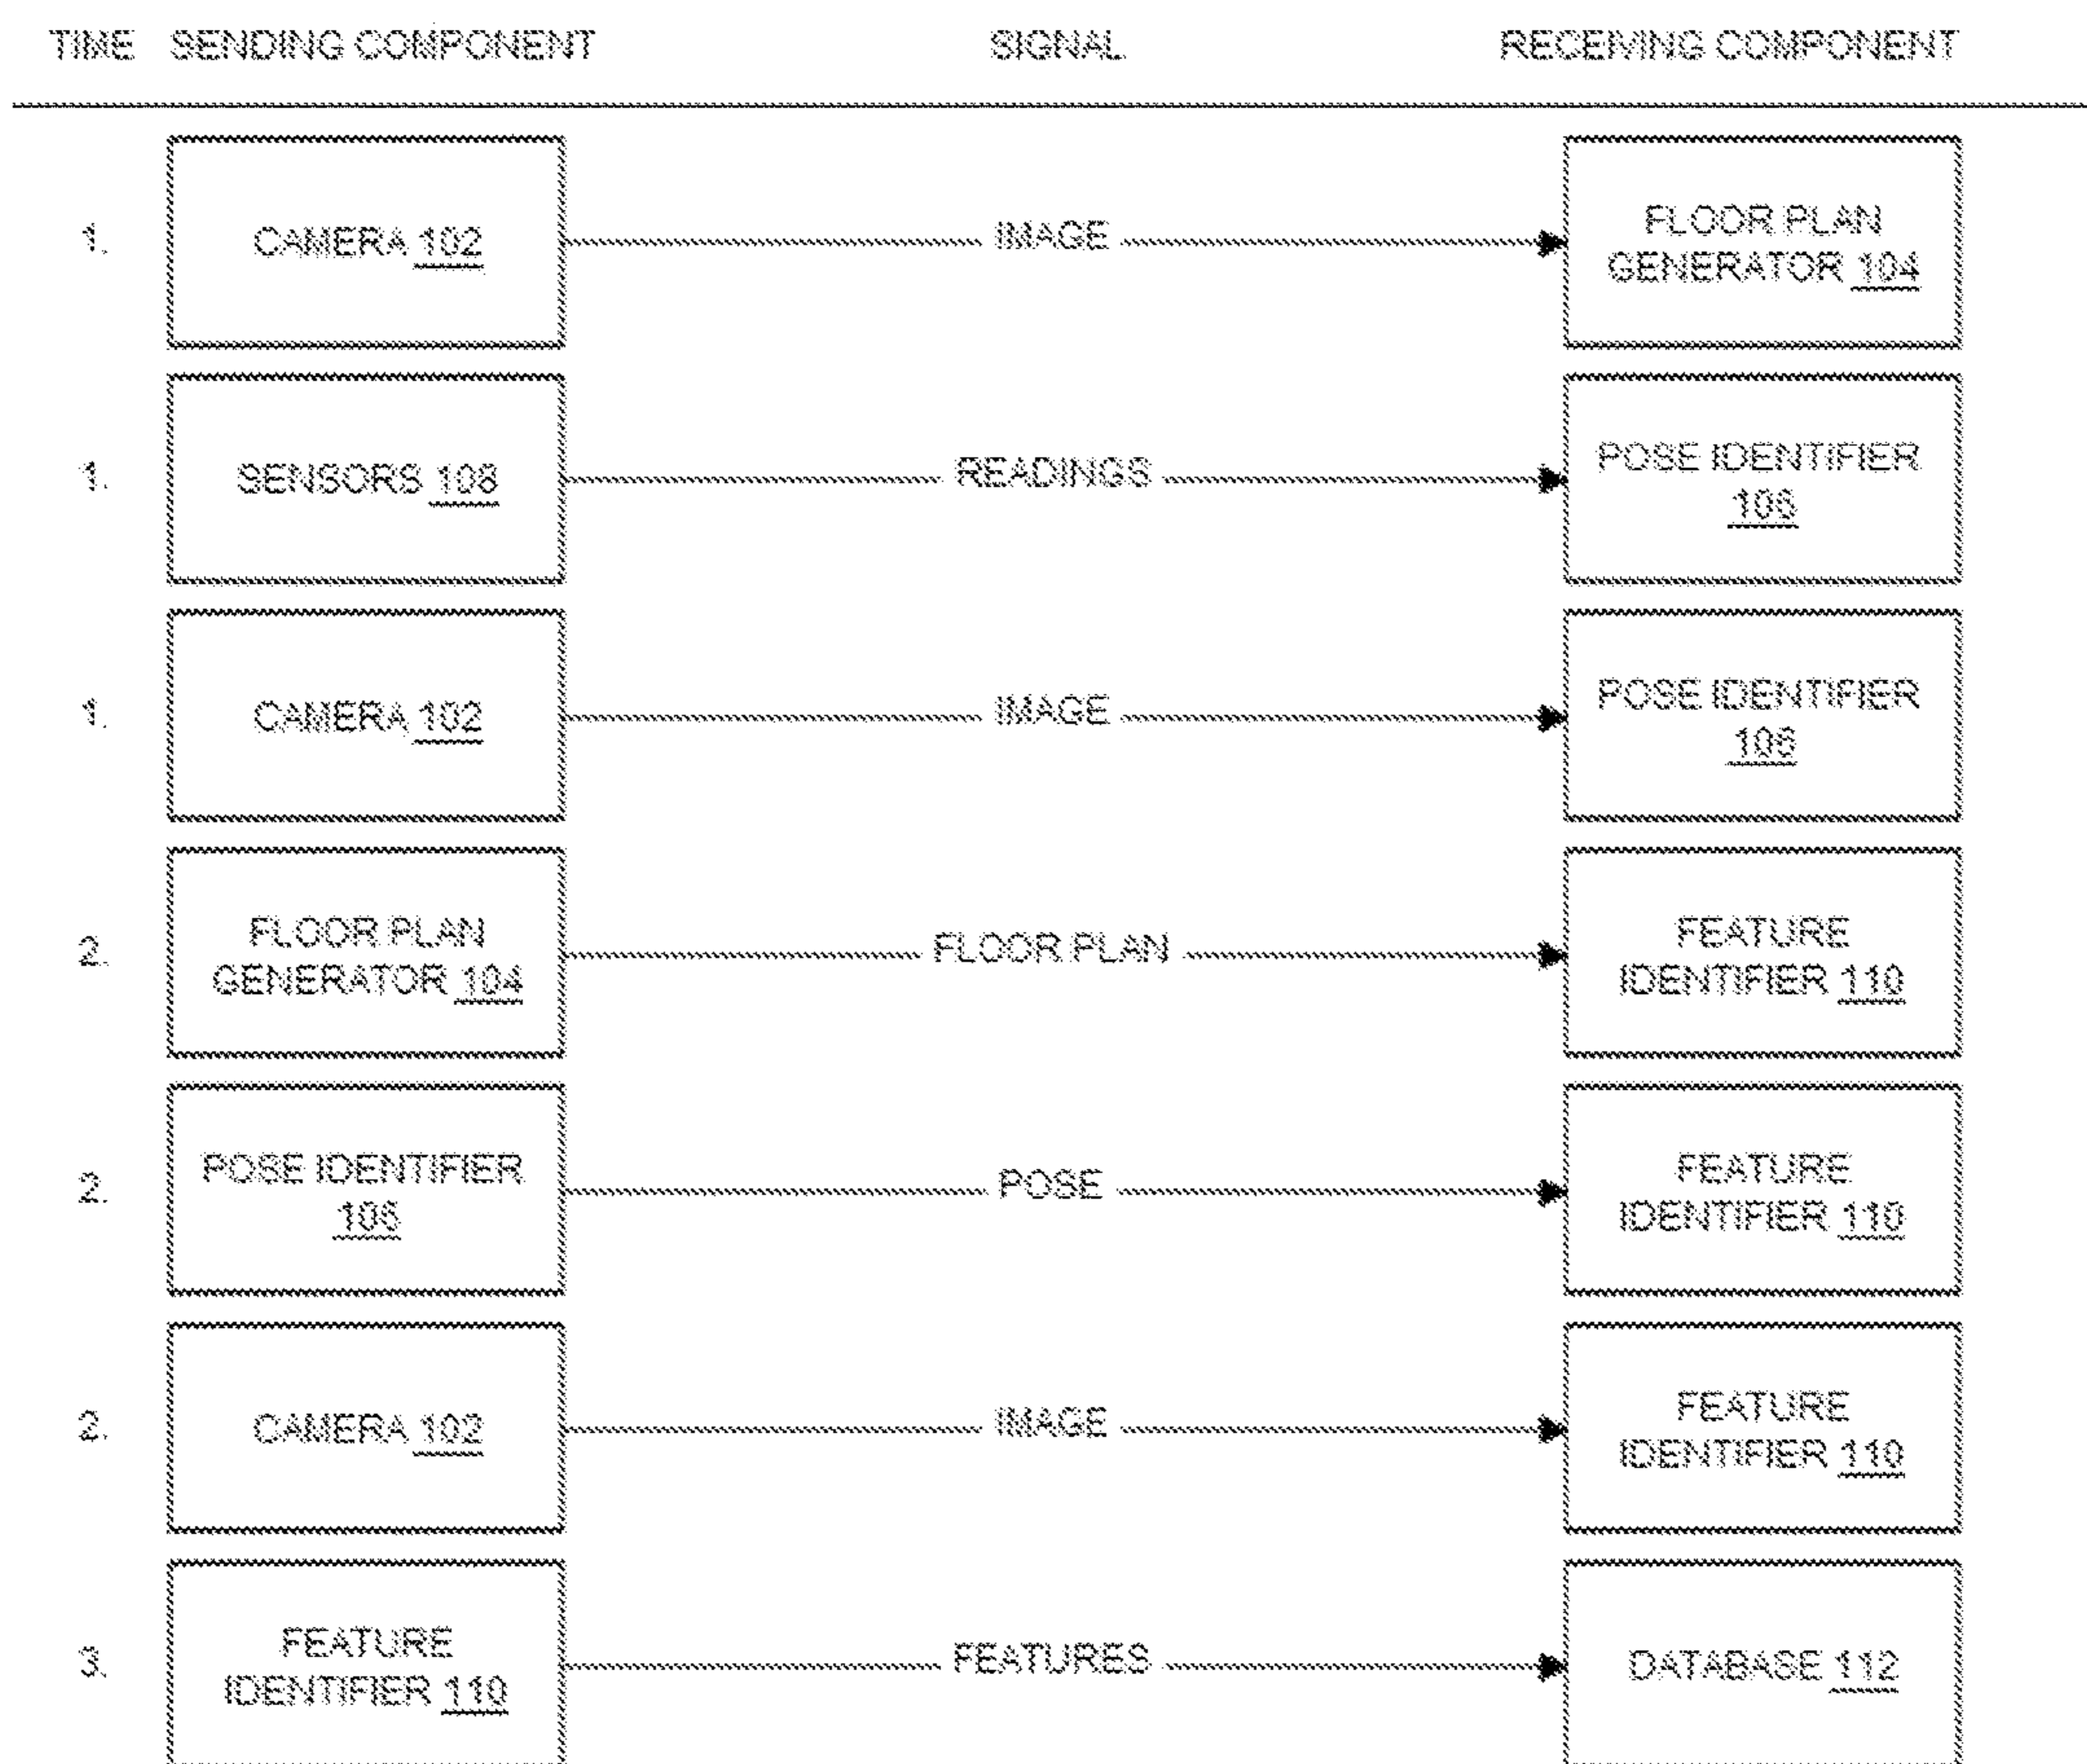 TIME SENDING COMPONENT SIGNAL RECEIVING COMPONENT
1. CAMERA 102 IMAGE FLOOR PLAN
GENERATOR 104
1. SENSORS 108 READINGS POSE IDENTIFIER
106
1. CAMERA 102 IMAGE POSE IDENTIFIER
106
2. FLOOR PLAN
GENERATOR 104 FLOOR PLAN FEATURE
IDENTIFIER 110
2. POSE IDENTIFIER
106 POSE FEATURE
IDENTIFIER 110
2. CAMERA 102 IMAGE FEATURE
IDENTIFIER 110
3. FEATURE
IDENTIFIER 110 FEATURES DATABASE 112